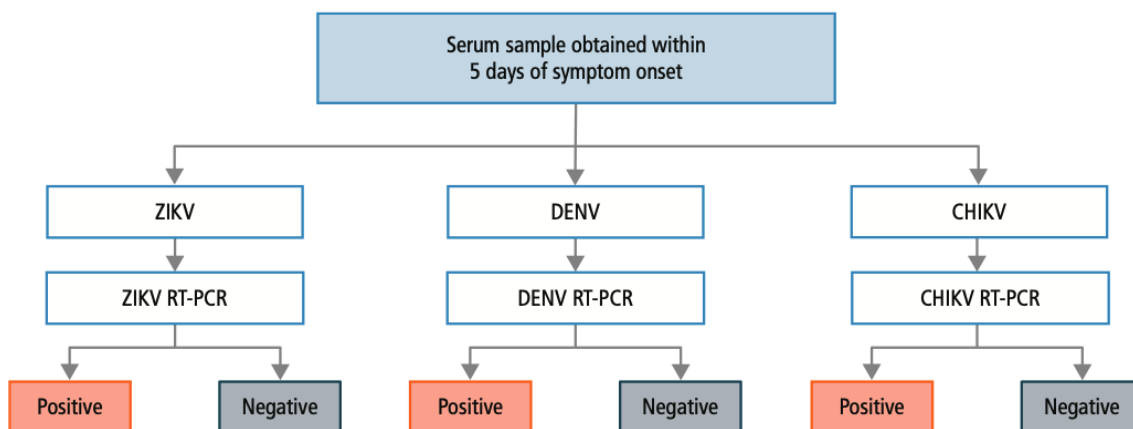 Serum sample obtained within
5 days of symptom onset
ZIKV
DENV
CHIKV
ZIKV RT-PCR
DENV RT-PCR
CHIKV RT-PCR
Positive
Negative
Positive
Negative
Positive
Negative